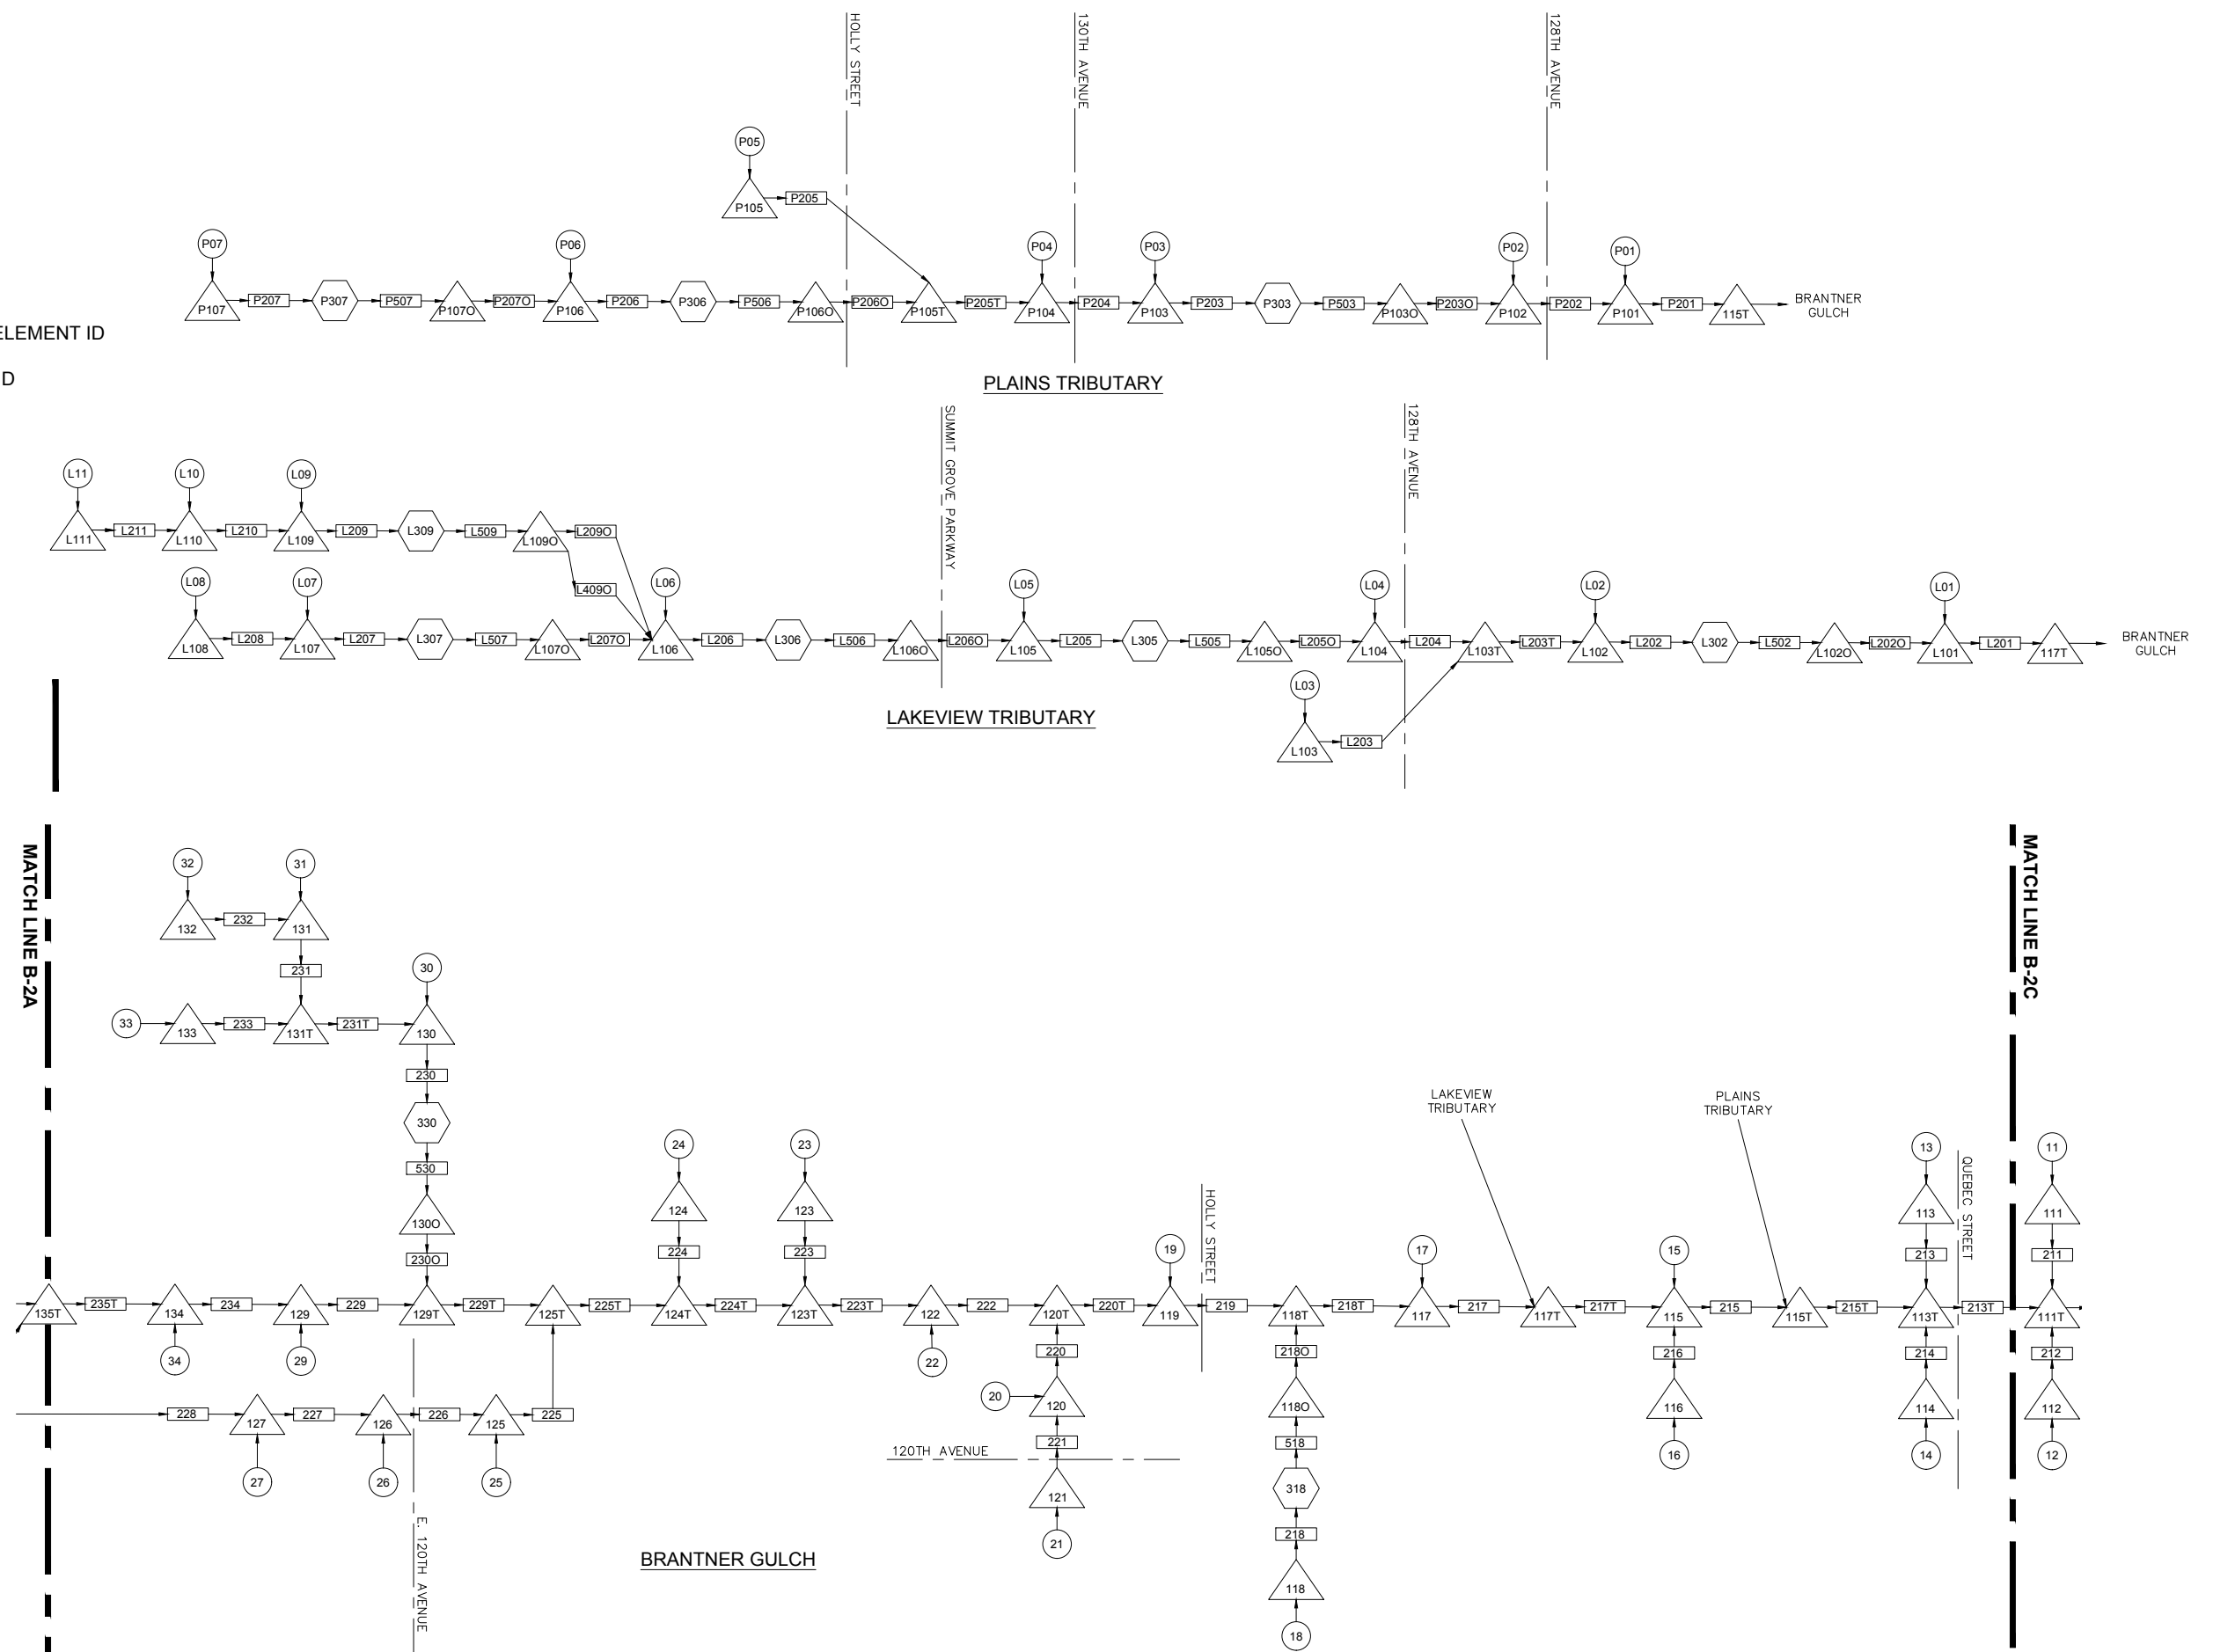 HOLLY STREET
130TH AVENUE
128TH AVENUE
P05
P105
P205
P07
P06
P04
P03
P02
P01
P107
P207
P307
P507
P107O
P207O
P106
P206
P306
P506
P106O
P206O
P105T
P205T
P104
P204
P103
P203
P303
P503
P103O
P203O
P102
P202
P101
P201
115T
BRANTNER
GULCH
ELEMENT ID
D
PLAINS TRIBUTARY
SUMMIT GROVE PARKWAY
128TH AVENUE
L11
L10
L09
L111
L211
L110
L210
L109
L209
L309
L509
L109O
L209O
L409O
L08
L07
L06
L05
L04
L02
L01
L108
L208
L107
L207
L307
L507
L107O
L207O
L106
L206
L306
L506
L106O
L206O
L105
L205
L305
L505
L105O
L205O
L104
L204
L103T
L203T
L102
L202
L302
L502
L102O
L202O
L101
L201
117T
BRANTNER
GULCH
L03
L103
L203
LAKEVIEW TRIBUTARY
MATCH LINE B-2A
MATCH LINE B-2C
32
31
132
232
131
231
30
33
133
233
131T
231T
130
230
330
530
130O
230O
LAKEVIEW
TRIBUTARY
PLAINS
TRIBUTARY
24
23
13
11
124
123
113
111
QUEBEC STREET
HOLLY STREET
224
223
19
17
15
213
211
135T
235T
134
234
129
229
129T
229T
125T
225T
124T
224T
123T
223T
122
222
120T
220T
119
219
118T
218T
117
217
117T
217T
115
215
115T
215T
113T
213T
111T
34
29
22
220
218O
216
214
212
20
120
118O
116
114
112
228
127
227
126
226
125
225
221
518
120TH AVENUE
27
26
25
16
14
12
121
318
21
218
118
18
E. 120TH AVENUE
BRANTNER GULCH